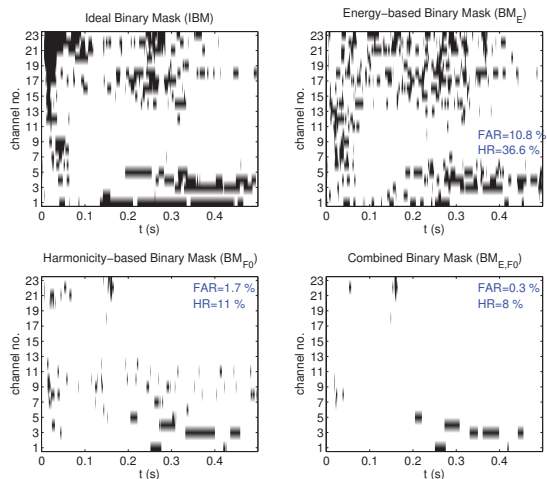 Ideal Binary Mask (IBM)
channel no.
23
21
19
17
15
13
11
9
7
5
3
1
0 0.1 0.2 0.3 0.4
t (s)
Energy-based Binary Mask (BM_E)
channel no.
23
21
19
17
15
13
11
9
7
5
3
1
FAR=10.8 %
HR=36.6 %
0 0.1 0.2 0.3 0.4
t (s)
Harmonicity-based Binary Mask (BM_F0)
channel no.
23
21
19
17
15
13
11
9
7
5
3
1
FAR=1.7 %
HR=11 %
0 0.1 0.2 0.3 0.4
t (s)
Combined Binary Mask (BM_E,F0)
channel no.
23
21
19
17
15
13
11
9
7
5
3
1
FAR=0.3 %
HR=8 %
0 0.1 0.2 0.3 0.4
t (s)